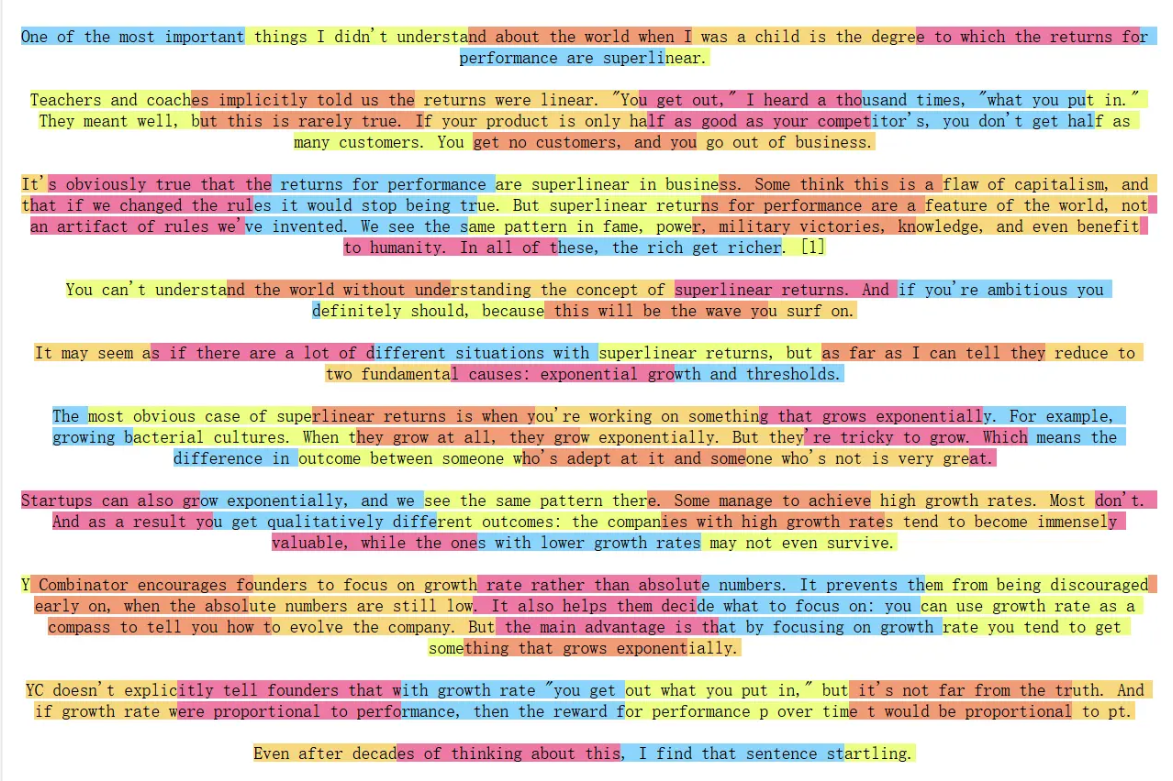 One of the most important things I didn't understand about the world when I was a child is the degree to which the returns for
performance are superlinear.
Teachers and coaches implicitly told us the returns were linear. "You get out," I heard a thousand times, "what you put in."
They meant well, but this is rarely true. If your product is only half as good as your competitor's, you don't get half as
many customers. You get no customers, and you go out of business.
It's obviously true that the returns for performance are superlinear in business. Some think this is a flaw of capitalism, and
that if we changed the rules it would stop being true. But superlinear returns for performance are a feature of the world, not
an artifact of rules we've invented. We see the same pattern in fame, power, military victories, knowledge, and even benefit
to humanity. In all of these, the rich get richer. [1]
You can't understand the world without understanding the concept of superlinear returns. And if you're ambitious you
definitely should, because this will be the wave you surf on.
It may seem as if there are a lot of different situations with superlinear returns, but as far as I can tell they reduce to
two fundamental causes: exponential growth and thresholds.
The most obvious case of superlinear returns is when you're working on something that grows exponentially. For example,
growing bacterial cultures. When they grow at all, they grow exponentially. But they're tricky to grow. Which means the
difference in outcome between someone who's adept at it and someone who's not is very great.
Startups can also grow exponentially, and we see the same pattern there. Some manage to achieve high growth rates. Most don't.
And as a result you get qualitatively different outcomes: the companies with high growth rates tend to become immensely
valuable, while the ones with lower growth rates may not even survive.
Y Combinator encourages founders to focus on growth rate rather than absolute numbers. It prevents them from being discouraged
early on, when the absolute numbers are still low. It also helps them decide what to focus on: you can use growth rate as a
compass to tell you how to evolve the company. But the main advantage is that by focusing on growth rate you tend to get
something that grows exponentially.
YC doesn't explicitly tell founders that with growth rate "you get out what you put in," but it's not far from the truth. And
if growth rate were proportional to performance, then the reward for performance p over time t would be proportional to pt.
Even after decades of thinking about this, I find that sentence startling.